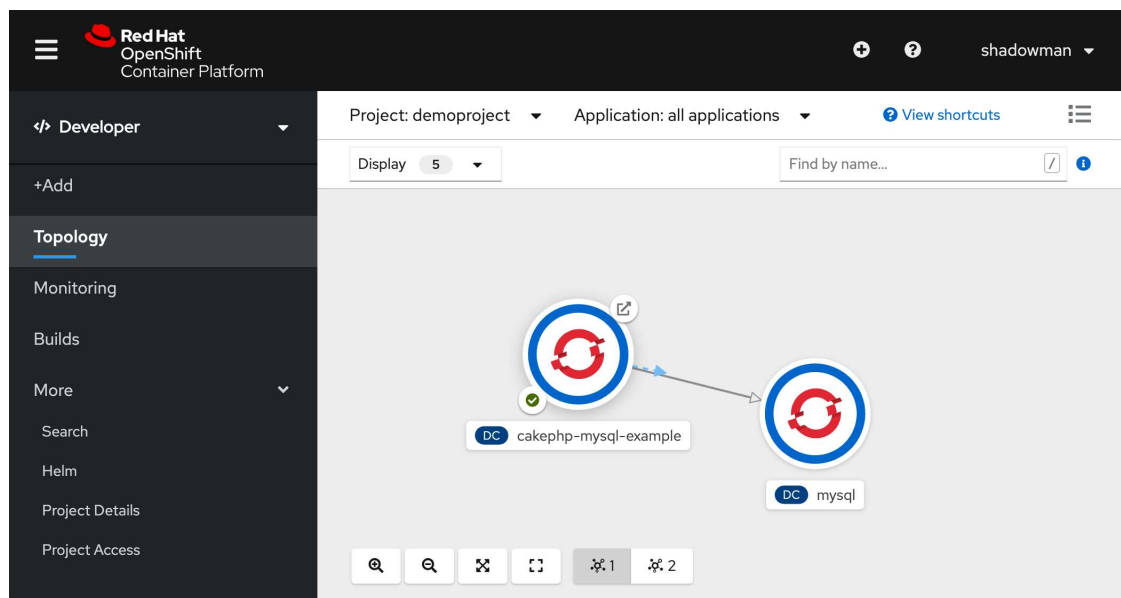 Red Hat
OpenShift
Container Platform
shadowman
Developer
+Add
Topology
Monitoring
Builds
More
Search
Helm
Project Details
Project Access
Project: demoproject
Application: all applications
View shortcuts
Display 5
Find by name...
/
DC cakephp-mysql-example
DC mysql
1
2